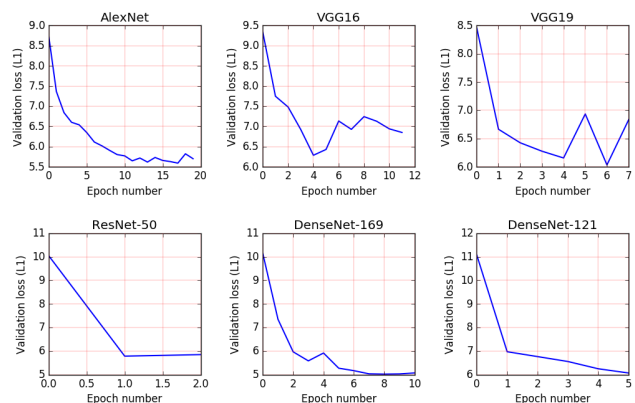 AlexNet
9.0
8.5
8.0
7.5
7.0
6.5
6.0
5.5
0 5 10 15 20
Validation loss (L1)
Epoch number
VGG16
9.5
9.0
8.5
8.0
7.5
7.0
6.5
6.0
0 2 4 6 8 10 12
Validation loss (L1)
Epoch number
VGG19
8.5
8.0
7.5
7.0
6.5
6.0
0 1 2 3 4 5 6 7
Validation loss (L1)
Epoch number
ResNet-50
11
10
9
8
7
6
5
0.0 0.5 1.0 1.5 2.0
Validation loss (L1)
Epoch number
DenseNet-169
11
10
9
8
7
6
5
0 2 4 6 8 10
Validation loss (L1)
Epoch number
DenseNet-121
12
11
10
9
8
7
6
0 1 2 3 4 5
Validation loss (L1)
Epoch number